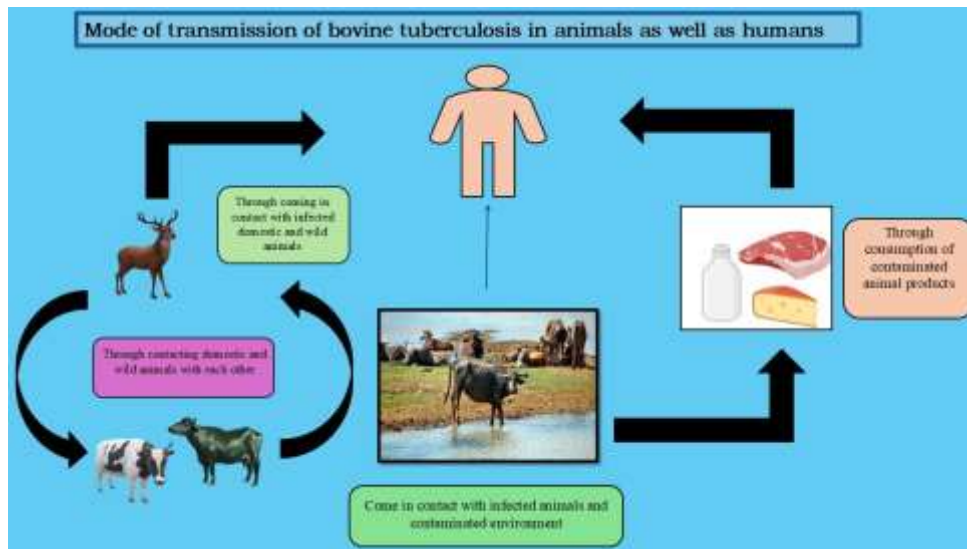 Mode of transmission of bovine tuberculosis in animals as well as humans
Through coming in
contact with infected
domestic and wild
animals
Through
consumption of
contaminated
animal products
Through contacting domestic and
wild animals with each other
Come in contact with infected animals and
contaminated environment